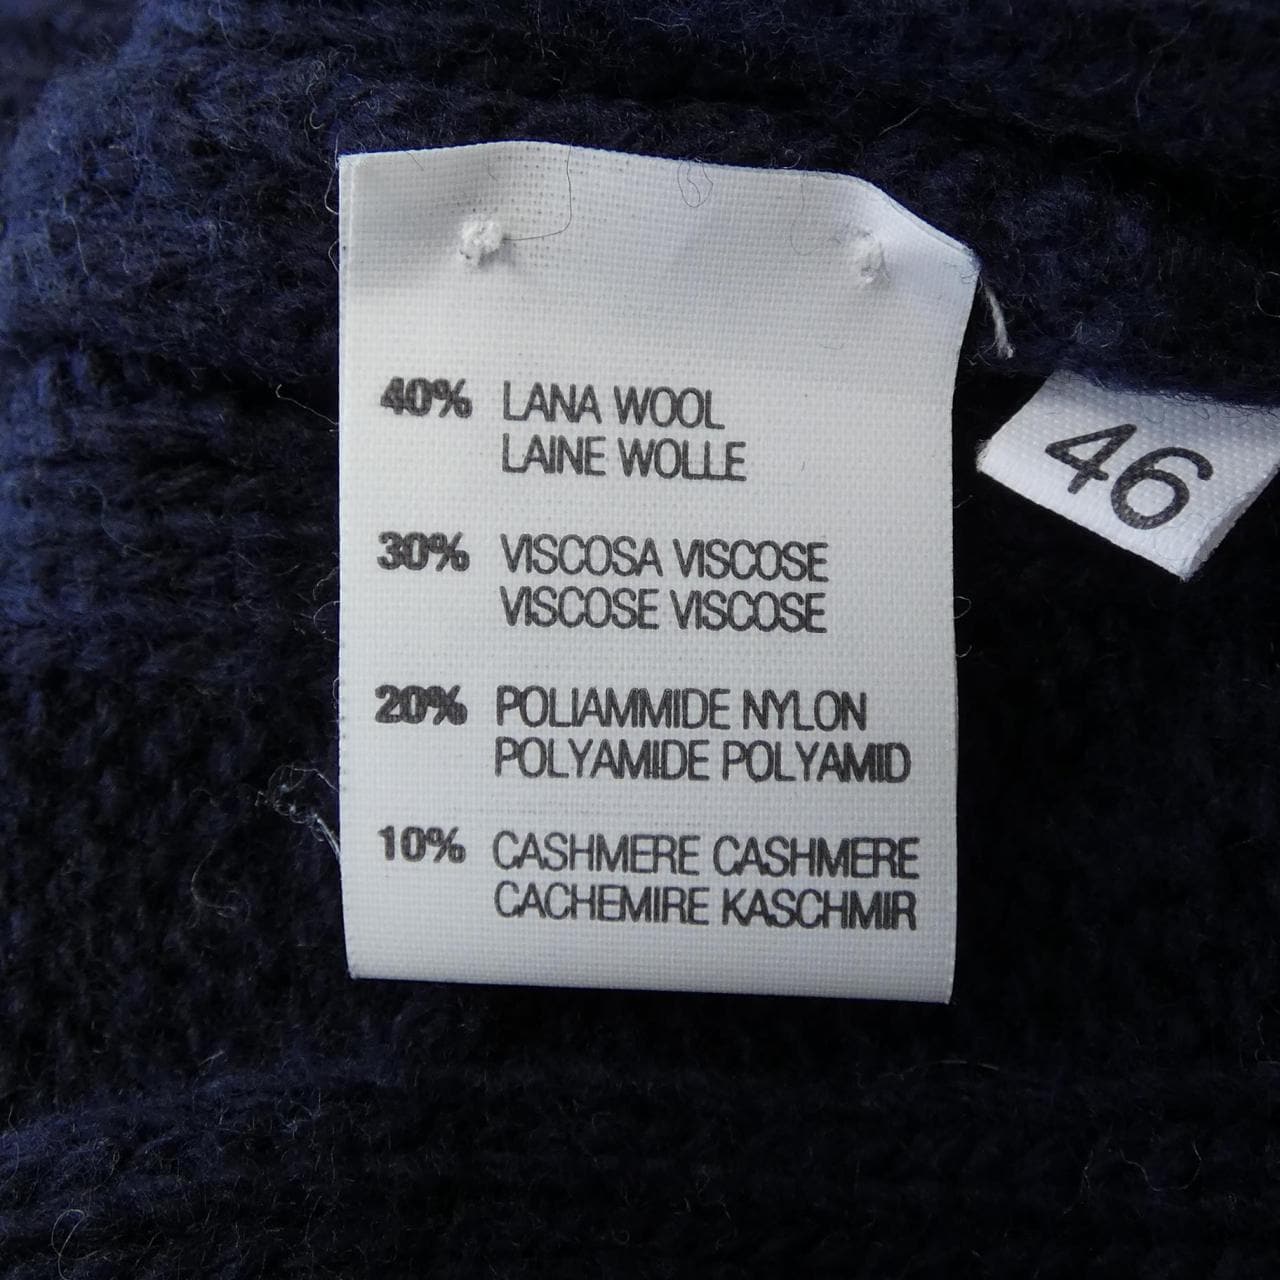 40% LANA WOOL
LAINE WOLLE
30% VISCOSA VISCOSE
VISCOSE VISCOSE
20% POLIAMMIDE NYLON
POLYAMIDE POLYAMID
10% CASHMERE CASHMERE
CACHEMIRE KASCHMIR
46